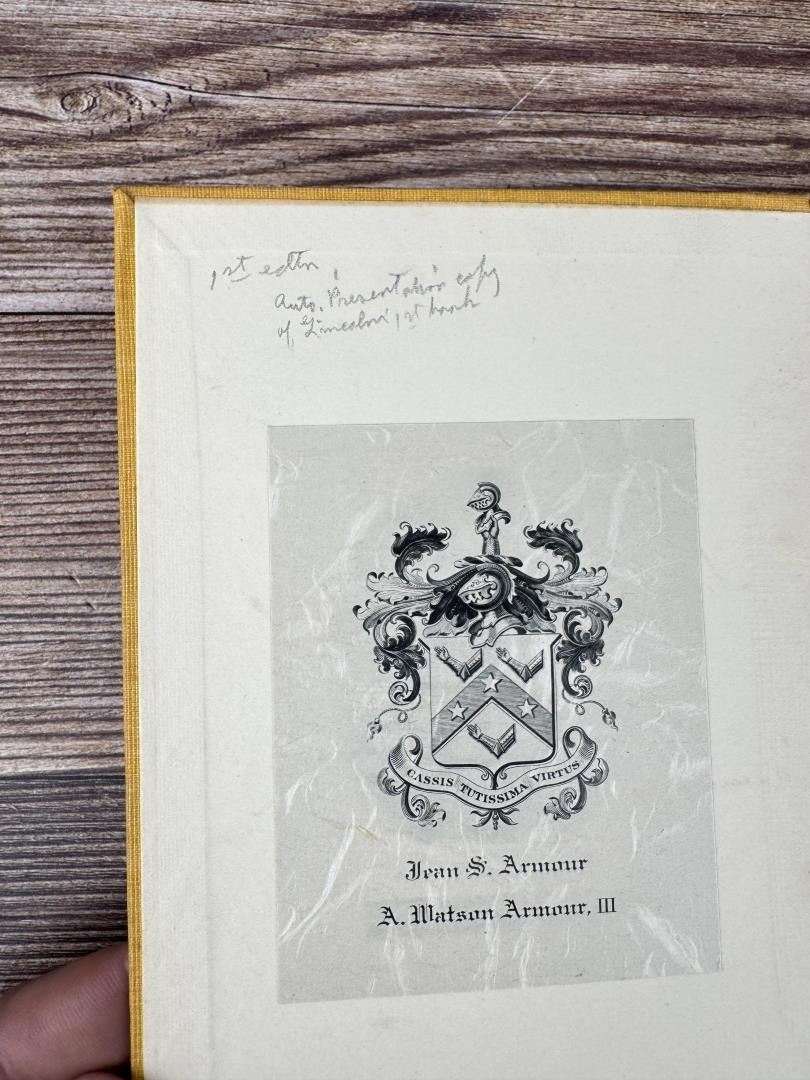 1st edtn
Auto. Presentation copy
of Lincoln's 1st book
CASSIS TUTISSIMA VIRTUS
Jean S. Armour
A. Watson Armour, III